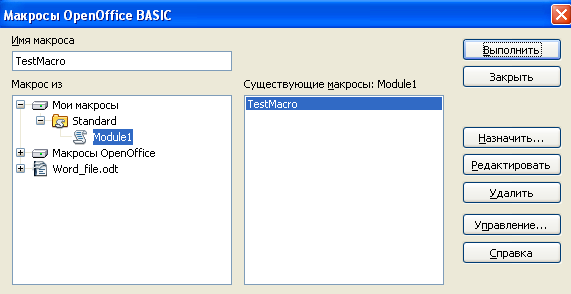 Макросы OpenOffice BASIC
Имя макроса
TestMacro
Выполнить
Закрыть
Макрос из
Существующие макросы: Module1
Мои макросы
Standard
Module1
Макросы OpenOffice
Word_file.odt
TestMacro
Назначить...
Редактировать
Удалить
Управление...
Справка